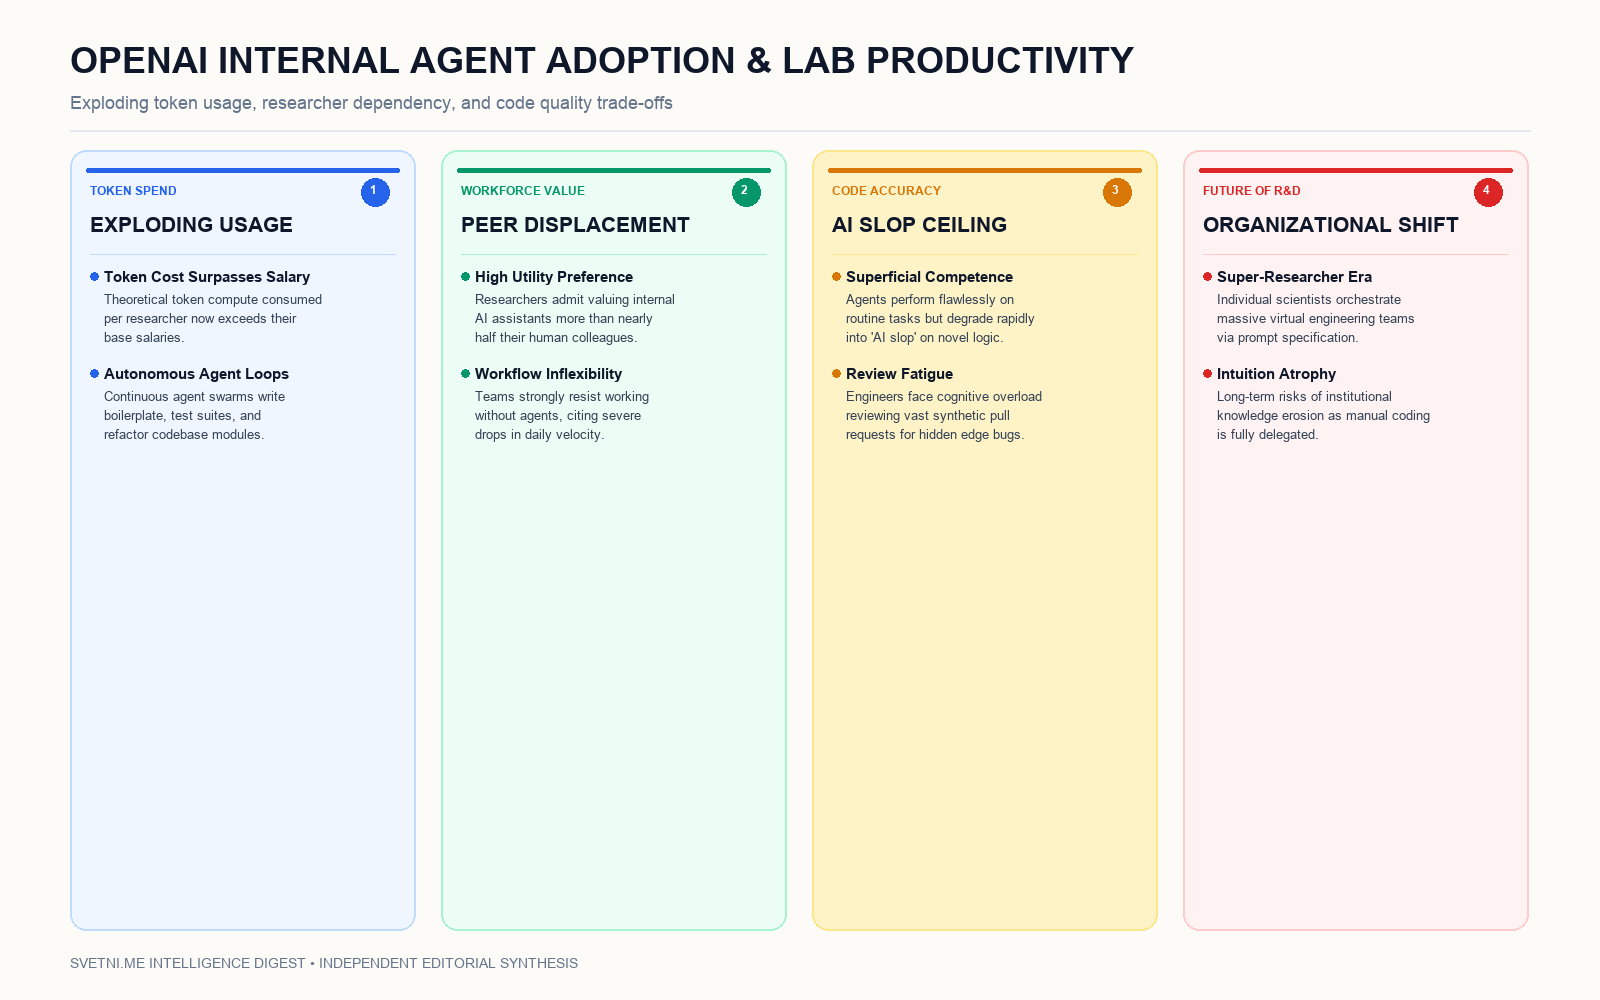 OPENAI INTERNAL AGENT ADOPTION & LAB PRODUCTIVITY
Exploding token usage, researcher dependency, and code quality trade-offs
TOKEN SPEND
1
EXPLODING USAGE
Token Cost Surpasses Salary
Theoretical token compute consumed
per researcher now exceeds their
base salaries.
Autonomous Agent Loops
Continuous agent swarms write
boilerplate, test suites, and
refactor codebase modules.
WORKFORCE VALUE
2
PEER DISPLACEMENT
High Utility Preference
Researchers admit valuing internal
AI assistants more than nearly
half their human colleagues.
Workflow Inflexibility
Teams strongly resist working
without agents, citing severe
drops in daily velocity.
CODE ACCURACY
3
AI SLOP CEILING
Superficial Competence
Agents perform flawlessly on
routine tasks but degrade rapidly
into 'AI slop' on novel logic.
Review Fatigue
Engineers face cognitive overload
reviewing vast synthetic pull
requests for hidden edge bugs.
FUTURE OF R&D
4
ORGANIZATIONAL SHIFT
Super-Researcher Era
Individual scientists orchestrate
massive virtual engineering teams
via prompt specification.
Intuition Atrophy
Long-term risks of institutional
knowledge erosion as manual coding
is fully delegated.
SVETNI.ME INTELLIGENCE DIGEST • INDEPENDENT EDITORIAL SYNTHESIS